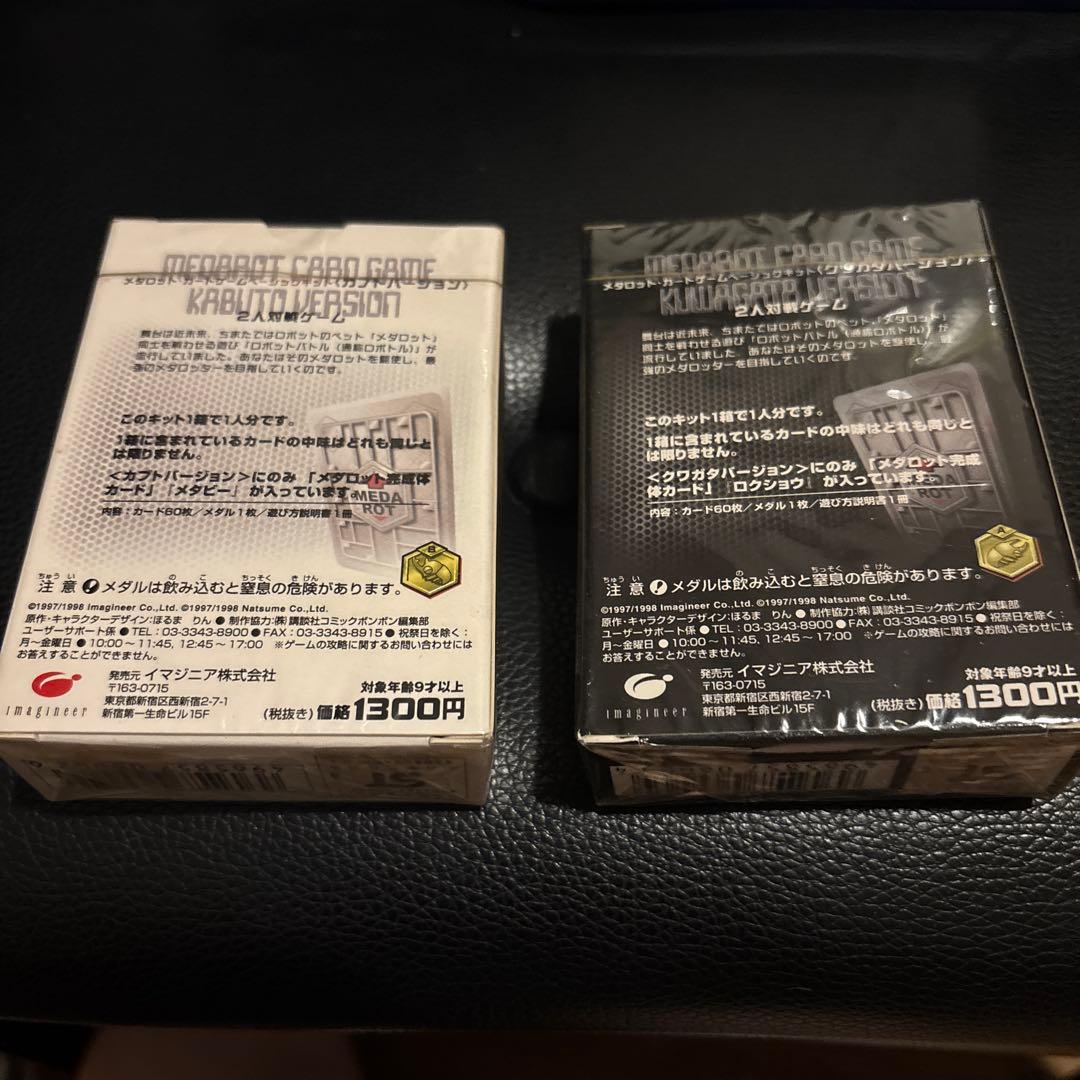 MEDAROT CARD GAME
メダロット・カードゲームベーシックキット〈カブトバージョン〉
KABUTO VERSION
2人対戦ゲーム
舞台は近未来、ちまたではロボットのペット「メダロット」
同士を戦わせる遊び「ロボットバトル(通称ロボトル)」が
流行していました。あなたはそのメダロットを駆使し、最
強のメダロッターを目指していくのです。
このキット1箱で1人分です。
1箱に含まれているカードの中味はどれも同じと
は限りません。
<カブトバージョン>にのみ「メダロット完成体
カード」「メタビー」が入っています。
MEDA
ROT
内容:カード60枚/メダル1枚/遊び方説明書1冊
B
ちゅう い の こ ちっそく きけん
注意 メダルは飲み込むと窒息の危険があります。
©1997/1998 Imagineer Co.,Ltd. ©1997/1998 Natsume Co.,Ltd.
原作・キャラクターデザイン:ほるま りん ● 制作協力:㈱講談社コミックボンボン編集部
ユーザーサポート係 ● TEL:03-3343-8900 ● FAX:03-3343-8915 ● 祝祭日を除く:
月〜金曜日 ● 10:00〜11:45, 12:45〜17:00 ※ゲームの攻略に関するお問い合わせには
お答えすることができません。
imagineer
発売元 イマジニア株式会社
〒163-0715
東京都新宿区西新宿2-7-1
新宿第一生命ビル15F
対象年齢9才以上
(税抜き)価格1300円
MEDAROT CARD GAME
メダロット・カードゲームベーシックキット〈クワガタバージョン〉
KUWAGATA VERSION
2人対戦ゲーム
舞台は近未来、ちまたではロボットのペット「メダロット」
同士を戦わせる遊び「ロボットバトル(通称ロボトル)」が
流行していました。あなたはそのメダロットを駆使し、最
強のメダロッターを目指していくのです。
このキット1箱で1人分です。
1箱に含まれているカードの中味はどれも同じと
は限りません。
<クワガタバージョン>にのみ「メダロット完成
体カード」「ロクショウ」が入っています。
MEDA
ROT
内容:カード60枚/メダル1枚/遊び方説明書1冊
A
ちゅう い の こ ちっそく きけん
注意 メダルは飲み込むと窒息の危険があります。
©1997/1998 Imagineer Co.,Ltd. ©1997/1998 Natsume Co.,Ltd.
原作・キャラクターデザイン:ほるま りん ● 制作協力:㈱講談社コミックボンボン編集部
ユーザーサポート係 ● TEL:03-3343-8900 ● FAX:03-3343-8915 ● 祝祭日を除く:
月〜金曜日 ● 10:00〜11:45, 12:45〜17:00 ※ゲームの攻略に関するお問い合わせには
お答えすることができません。
imagineer
発売元 イマジニア株式会社
〒163-0715
東京都新宿区西新宿2-7-1
新宿第一生命ビル15F
対象年齢9才以上
(税抜き)価格1300円